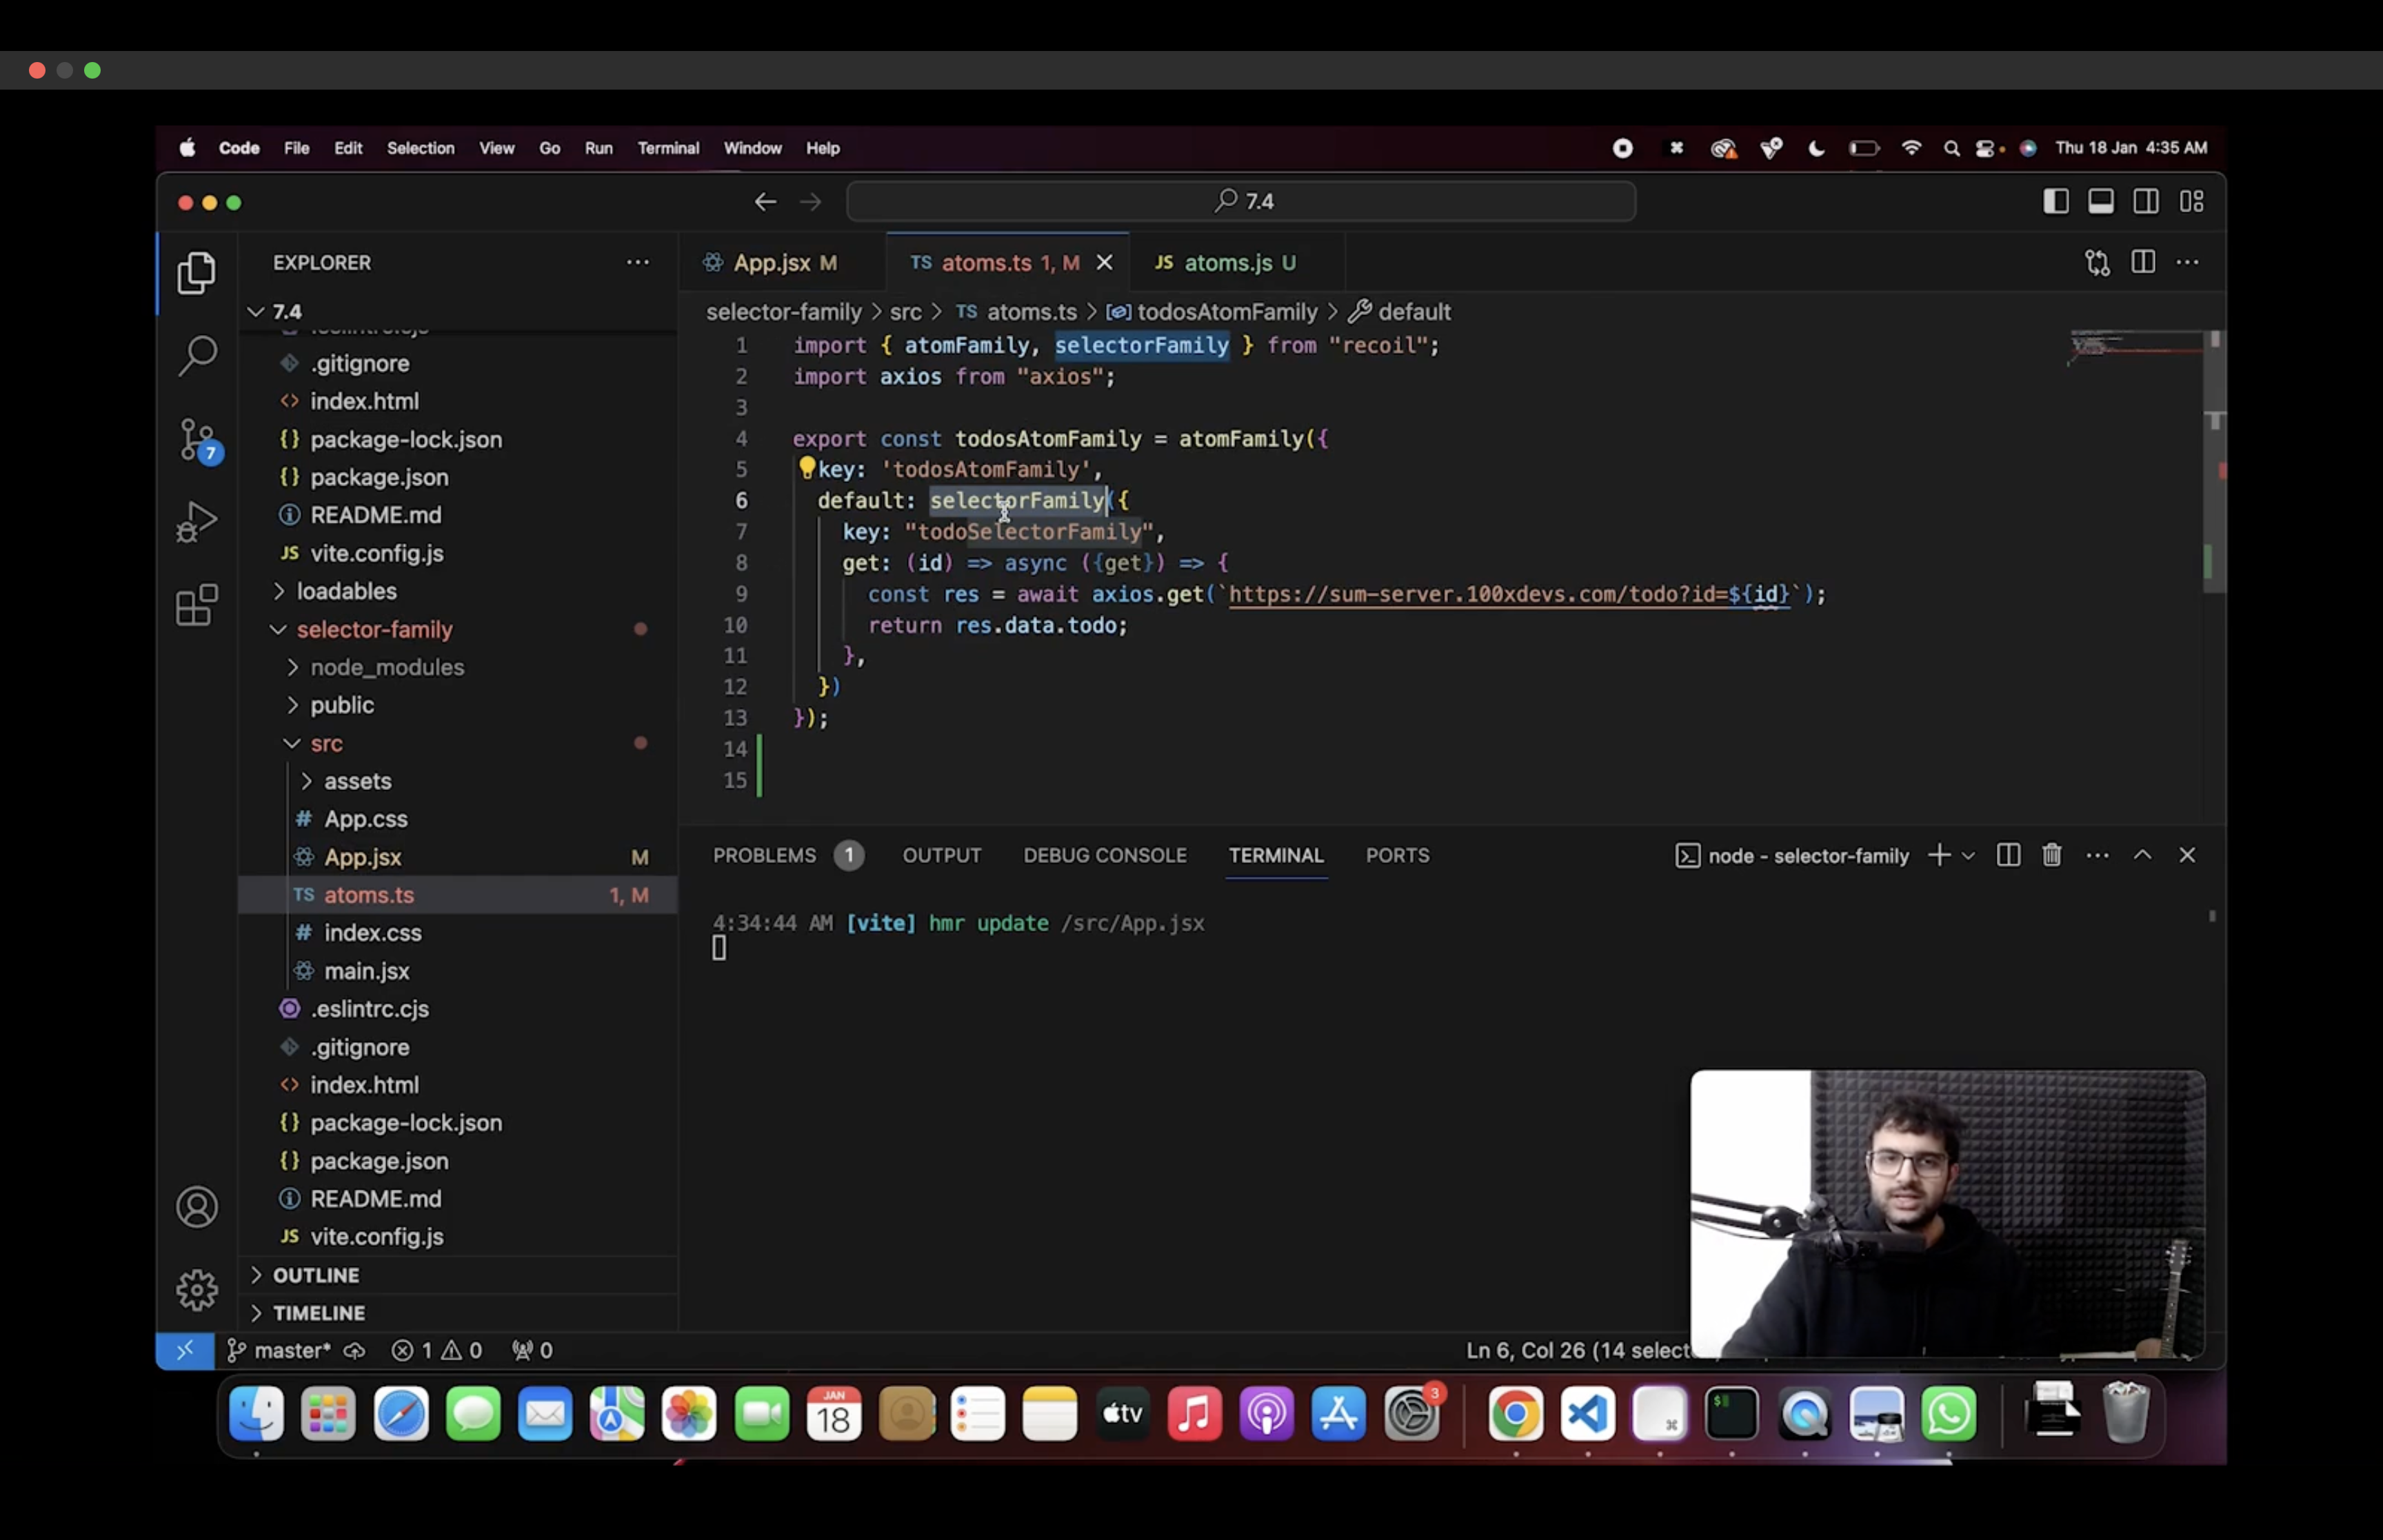 Code File Edit Selection View Go Run Terminal Window Help Thu 18 Jan 4:35 AM
7.4
EXPLORER
App.jsx M
TS atoms.ts 1, M
JS atoms.js U
7.4
selector-family > src > TS atoms.ts > todosAtomFamily > default
.gitignore
index.html
package-lock.json
package.json
README.md
JS vite.config.js
loadables
selector-family
node_modules
public
src
assets
# App.css
App.jsx M
TS atoms.ts 1, M
# index.css
main.jsx
.eslintrc.cjs
.gitignore
index.html
package-lock.json
package.json
README.md
JS vite.config.js
OUTLINE
TIMELINE
7
1 import { atomFamily, selectorFamily } from "recoil";
2 import axios from "axios";
3
4 export const todosAtomFamily = atomFamily({
5 key: 'todosAtomFamily',
6 default: selectorFamily({
7 key: "todoSelectorFamily",
8 get: (id) => async ({get}) => {
9 const res = await axios.get(`https://sum-server.100xdevs.com/todo?id=${id}`);
10 return res.data.todo;
11 },
12 })
13 });
14
15
PROBLEMS 1 OUTPUT DEBUG CONSOLE TERMINAL PORTS
node - selector-family
4:34:44 AM [vite] hmr update /src/App.jsx
master* 1 0 0
Ln 6, Col 26 (14 select
JAN
18
tv
3